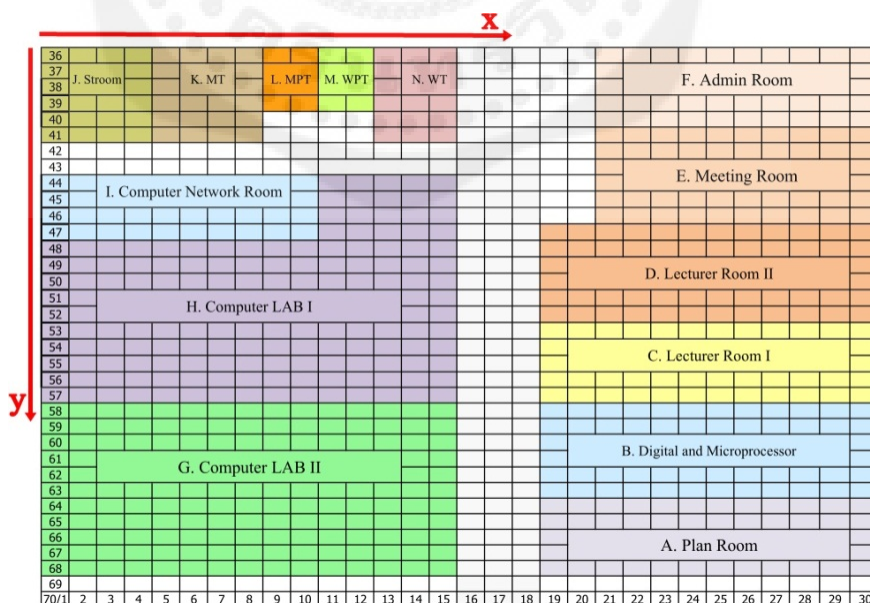 x
36
37
J. Stroom K. MT L. MPT M. WPT N. WT F. Admin Room
38
39
40
41
42
43
E. Meeting Room
44
I. Computer Network Room
45
46
47
48
49
D. Lecturer Room II
50
51
H. Computer LAB I
52
53
54
C. Lecturer Room I
55
56
57
y
58
59
60
B. Digital and Microprocessor
61
G. Computer LAB II
62
63
64
65
66
A. Plan Room
67
68
69
70/1 2 3 4 5 6 7 8 9 10 11 12 13 14 15 16 17 18 19 20 21 22 23 24 25 26 27 28 29 30